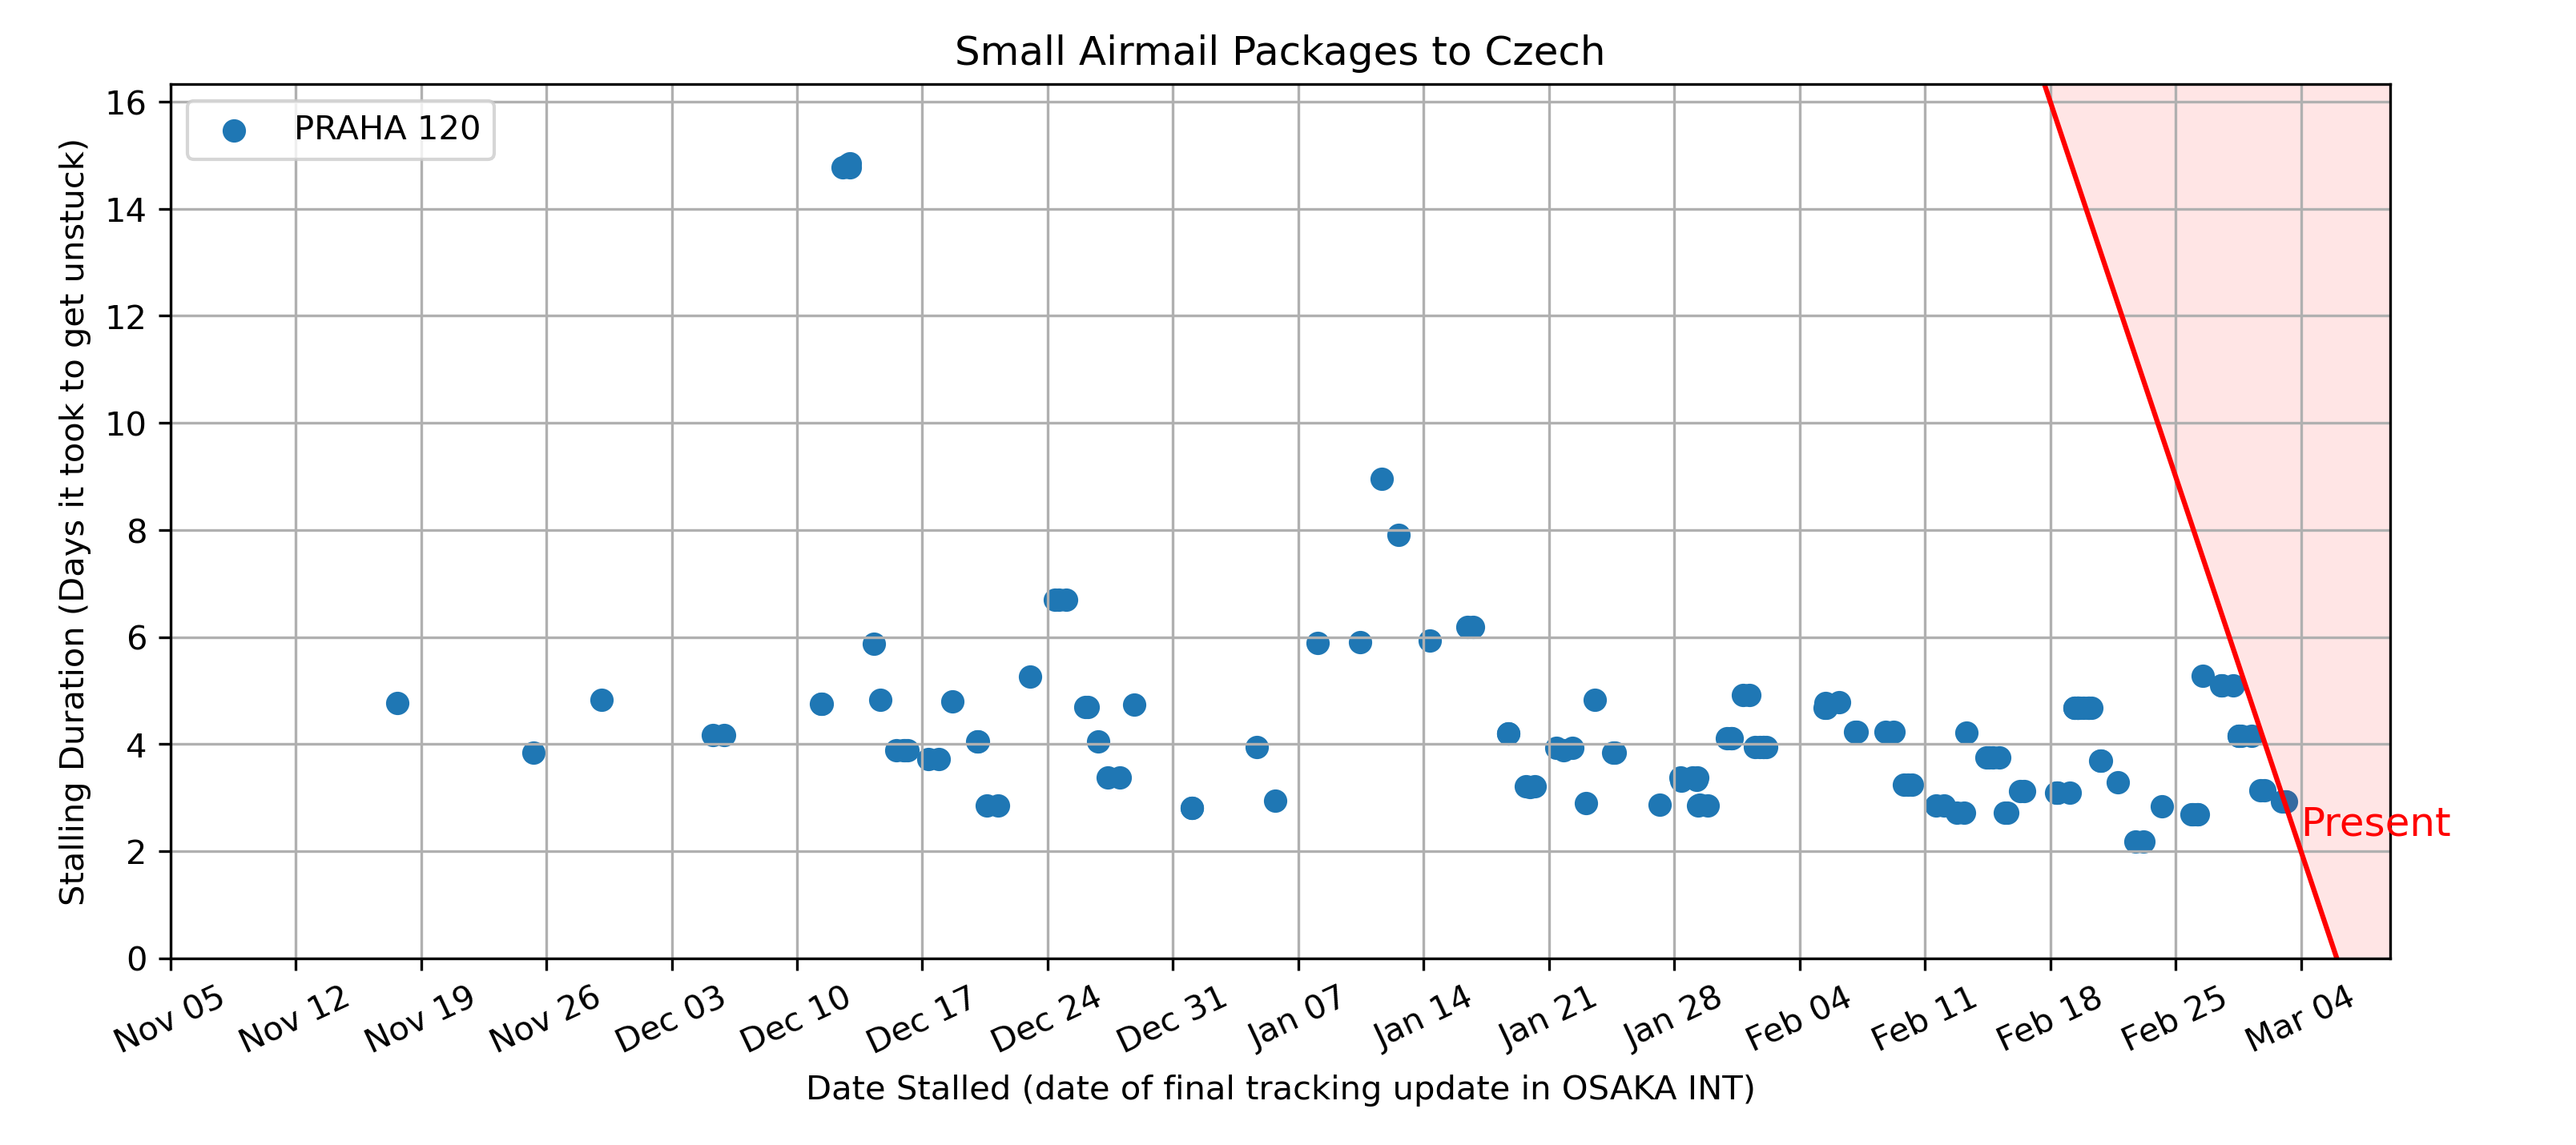 Small Airmail Packages to Czech
PRAHA 120
Stalling Duration (Days it took to get unstuck)
16
14
12
10
8
6
4
2
0
Present
Nov 05
Nov 12
Nov 19
Nov 26
Dec 03
Dec 10
Dec 17
Dec 24
Dec 31
Jan 07
Jan 14
Jan 21
Jan 28
Feb 04
Feb 11
Feb 18
Feb 25
Mar 04
Date Stalled (date of final tracking update in OSAKA INT)